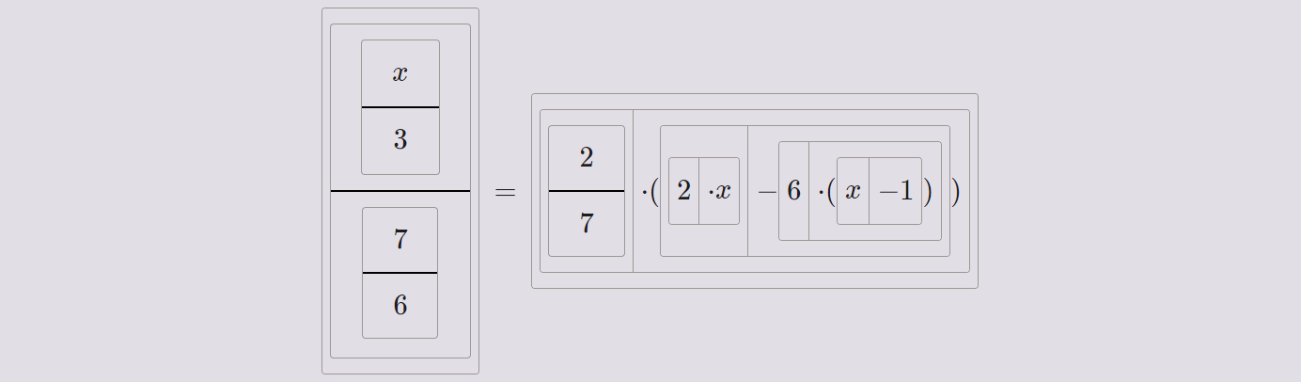 x/3 / 7/6 = 2/7 ·(2 ·x −6 ·(x −1))